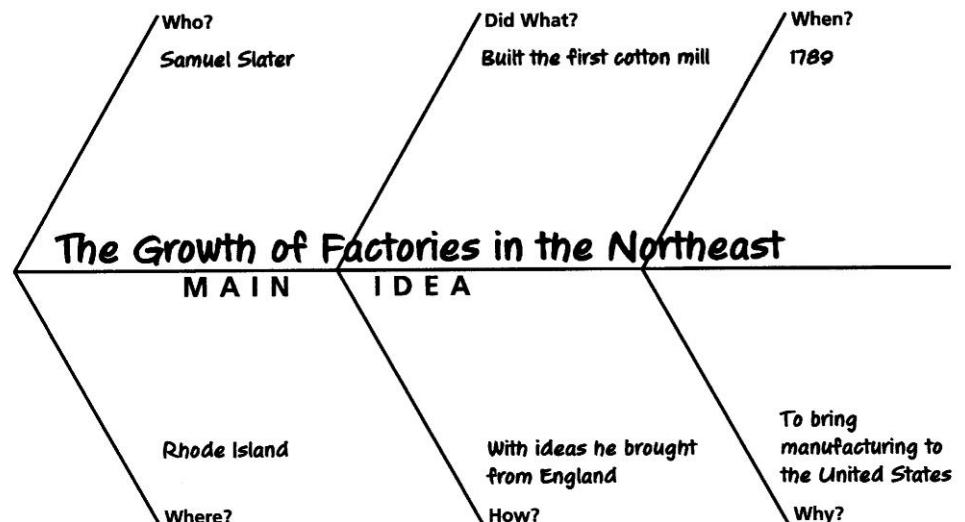 Who?
Samuel Slater
Did What?
Built the first cotton mill
When?
1789
The Growth of Factories in the Northeast
MAIN IDEA
Rhode Island
Where?
With ideas he brought
from England
How?
To bring
manufacturing to
the United States
Why?